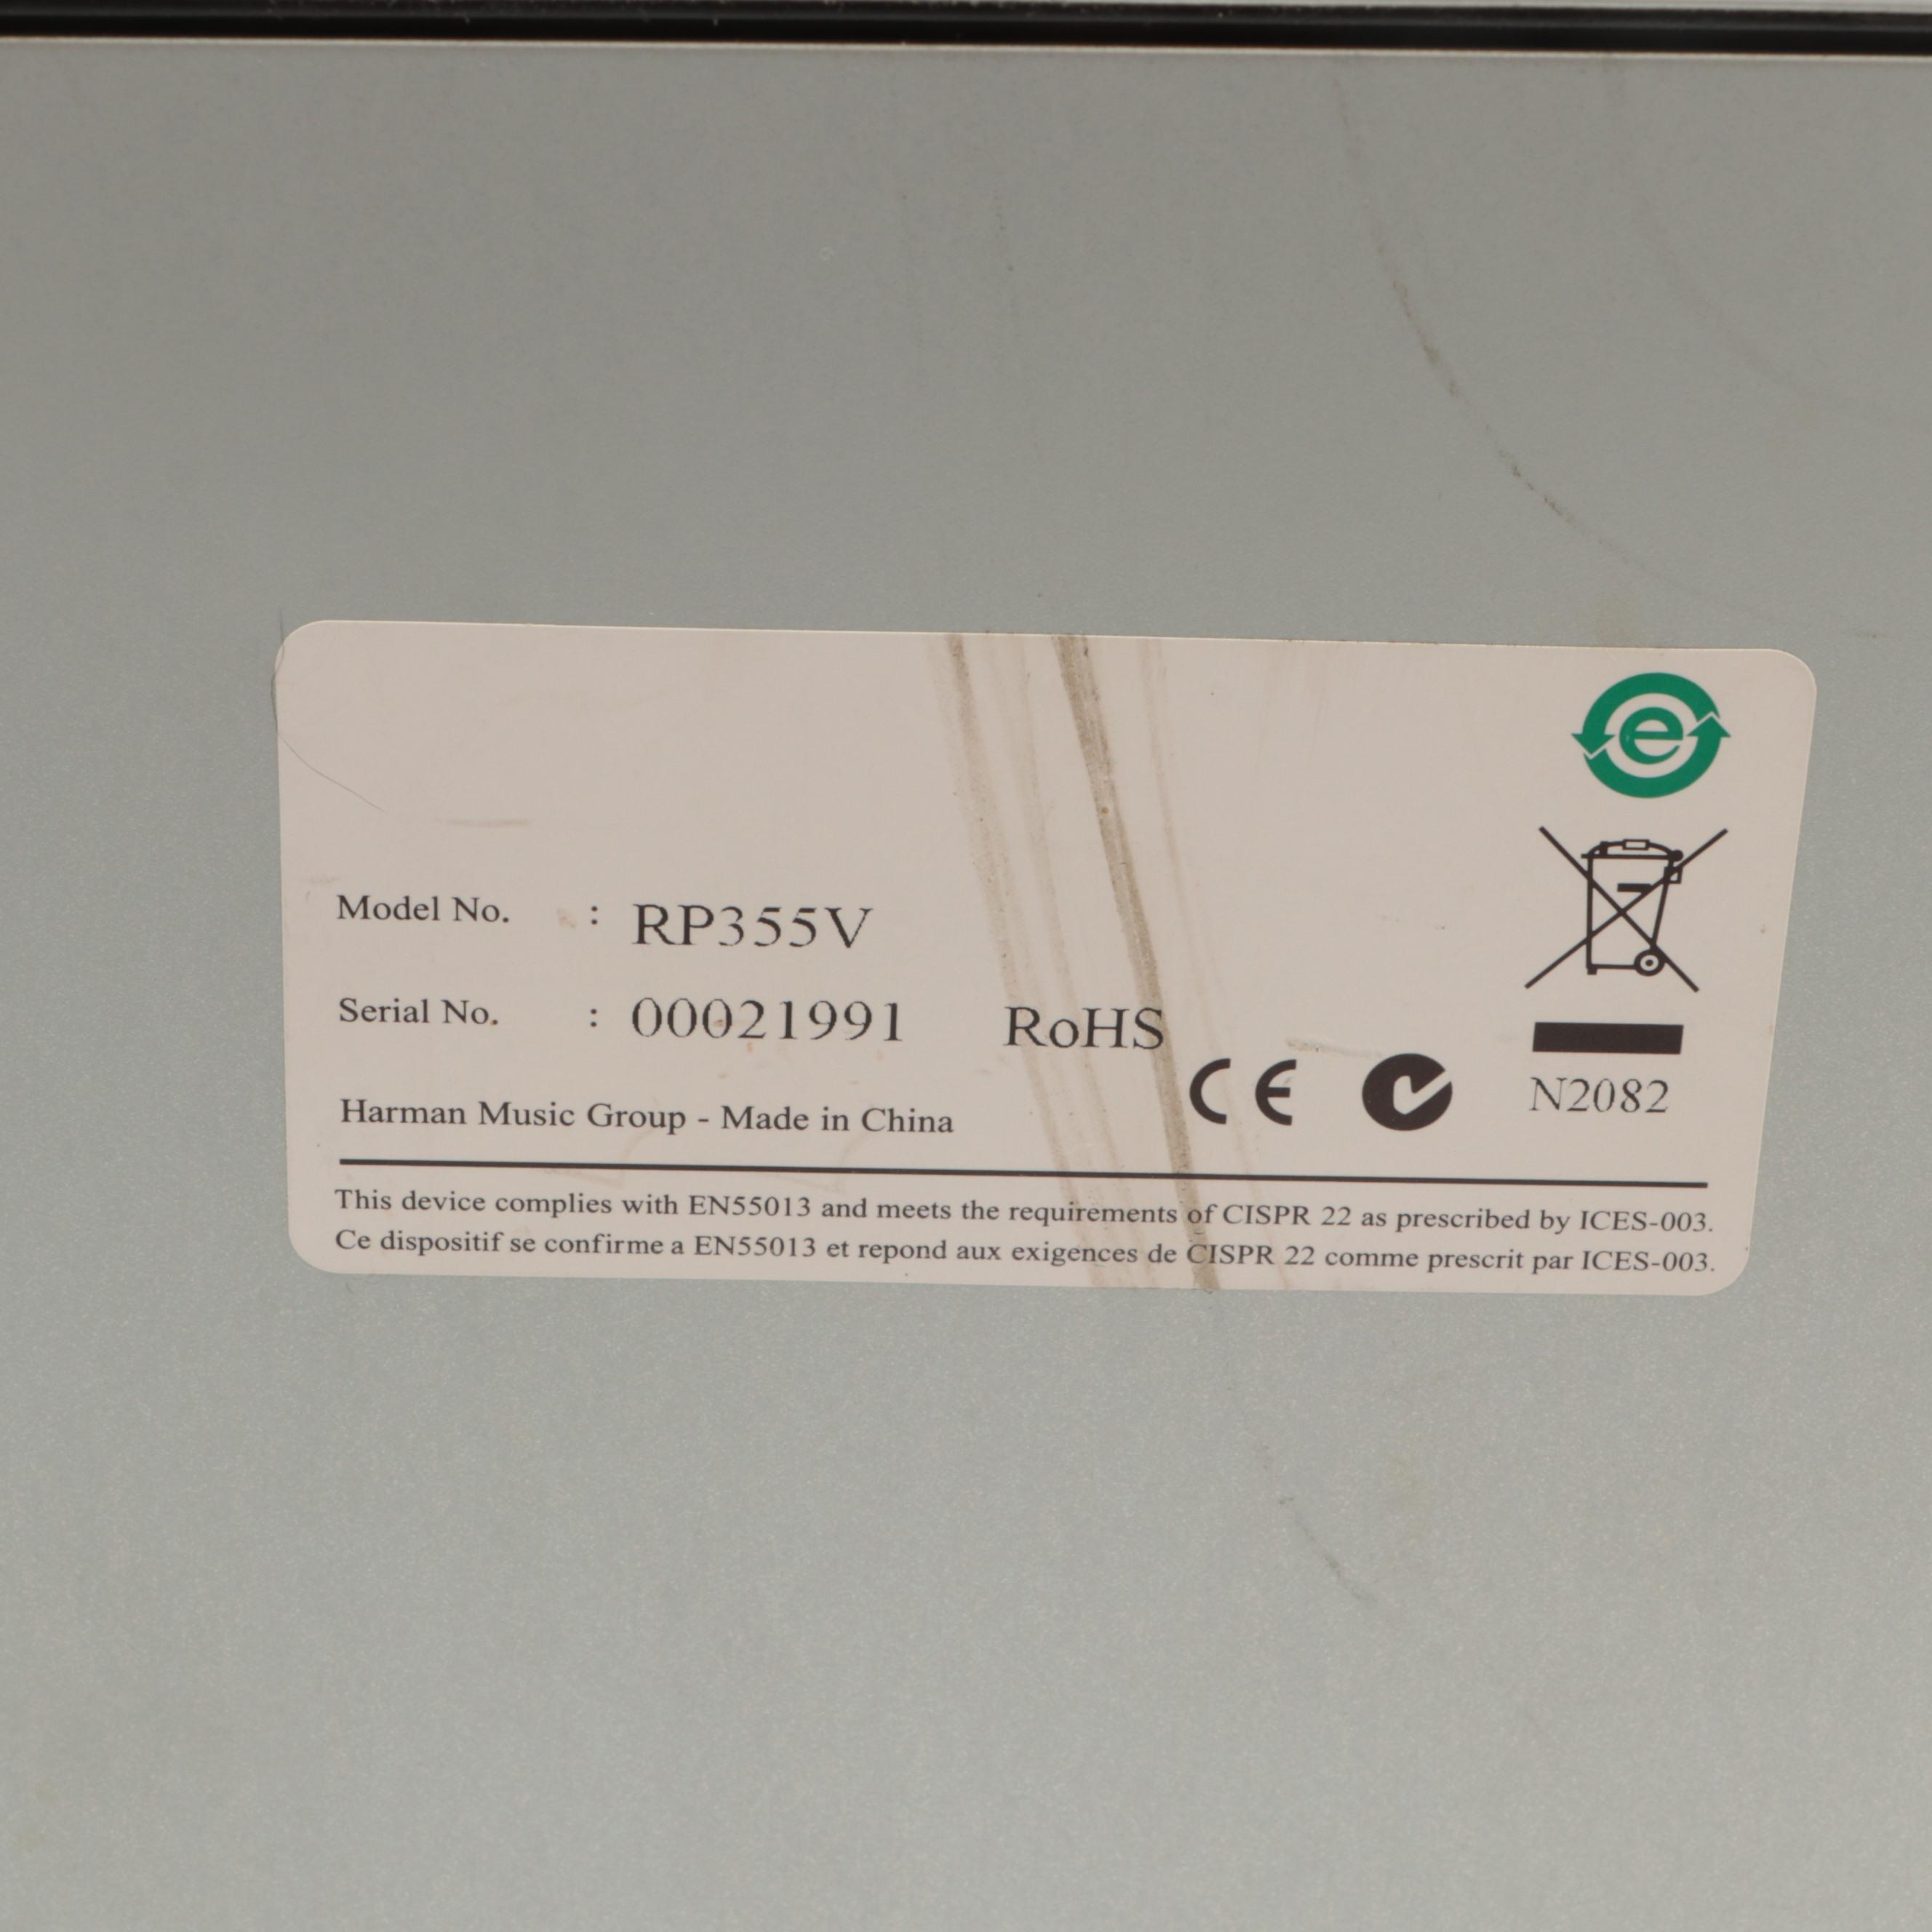 e
Model No. : RP355V
Serial No. : 00021991 RoHS
CE N2082
Harman Music Group - Made in China
This device complies with EN55013 and meets the requirements of CISPR 22 as prescribed by ICES-003.
Ce dispositif se confirme a EN55013 et repond aux exigences de CISPR 22 comme prescrit par ICES-003.